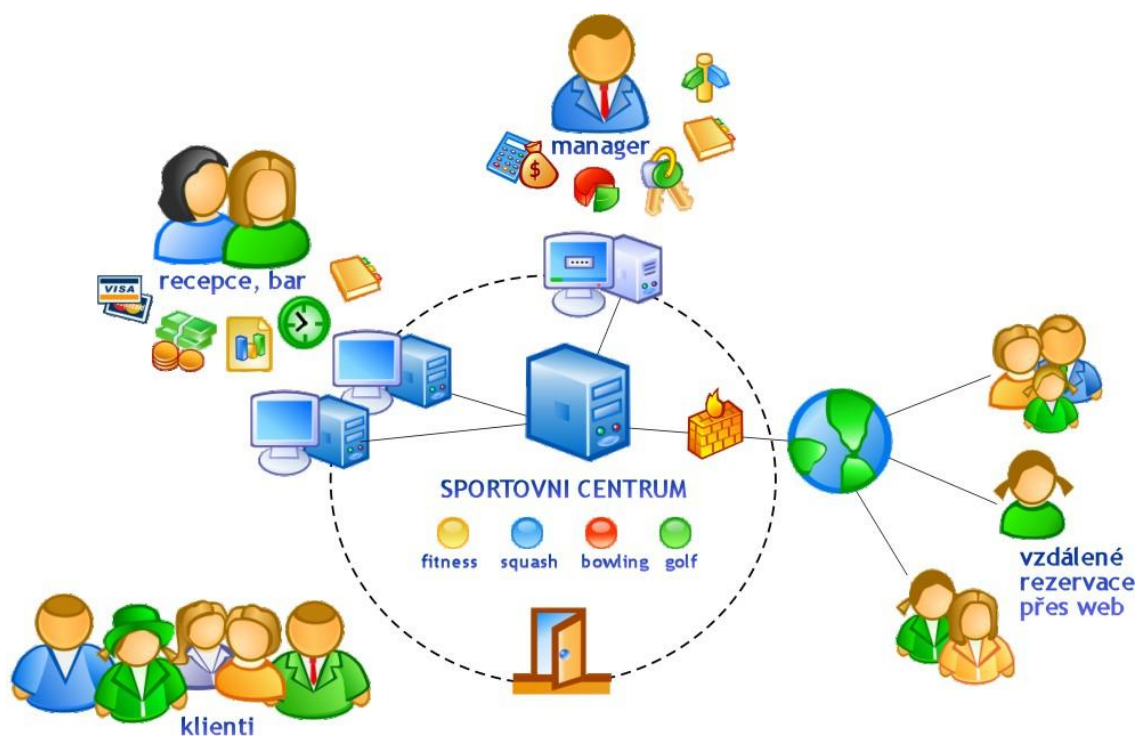 manager
recepce, bar
VISA
$
SPORTOVNI CENTRUM
fitness squash bowling golf
vzdálené
rezervace
přes web
klienti